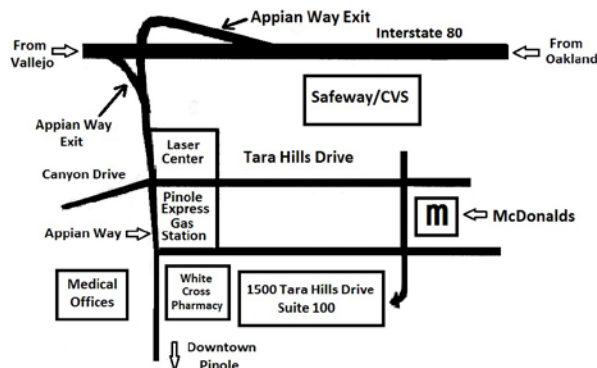 Appian Way Exit
Interstate 80
From
Vallejo
From
Oakland
Safeway/CVS
Appian Way
Exit
Laser
Center
Tara Hills Drive
Canyon Drive
Pinole
Express
Gas
Station
m
McDonalds
Appian Way
Medical
Offices
White
Cross
Pharmacy
1500 Tara Hills Drive
Suite 100
Downtown
Pinole